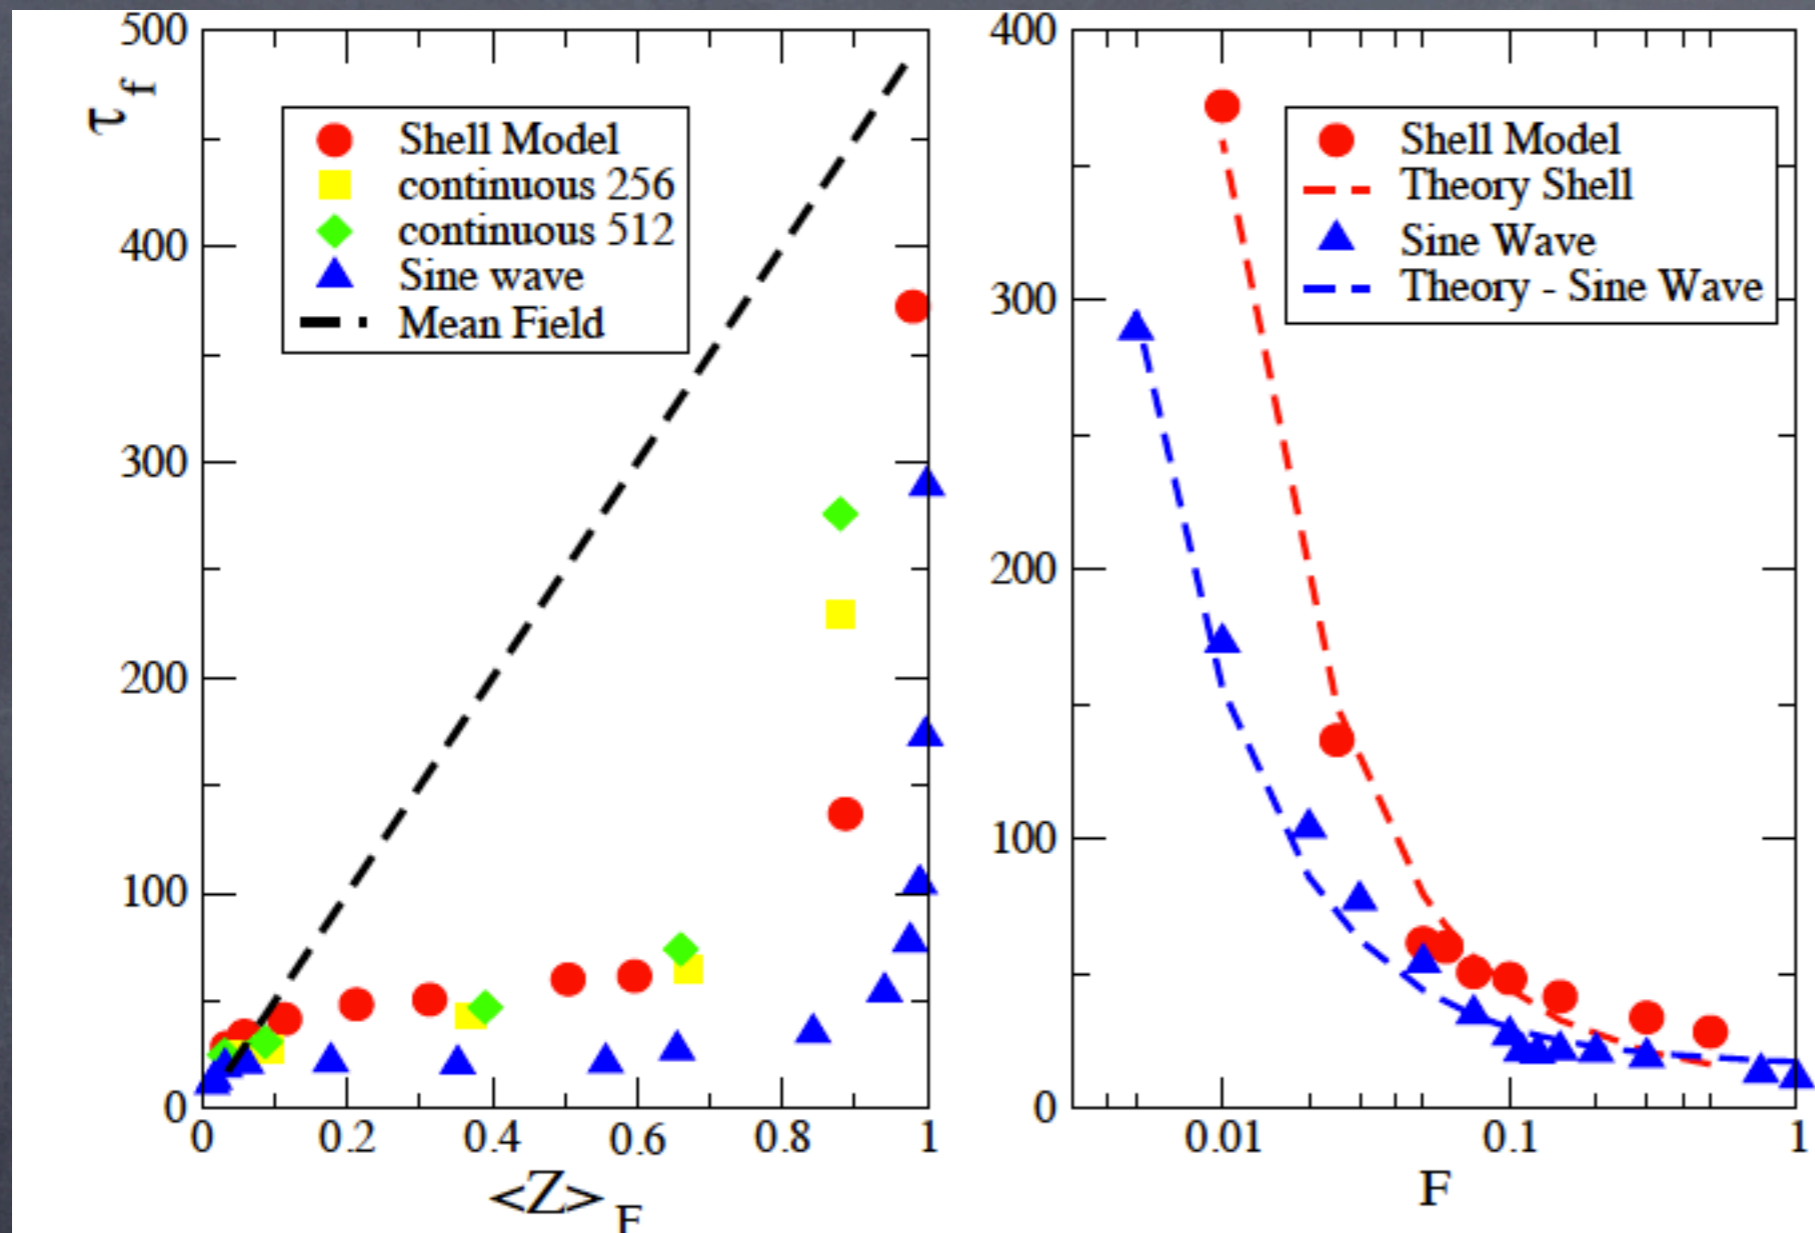 500
400
300
200
100
0
τ f
Shell Model
continuous 256
continuous 512
Sine wave
Mean Field
0 0.2 0.4 0.6 0.8 1
<Z> F
400
300
200
100
0
Shell Model
Theory Shell
Sine Wave
Theory - Sine Wave
0.01 0.1 1
F